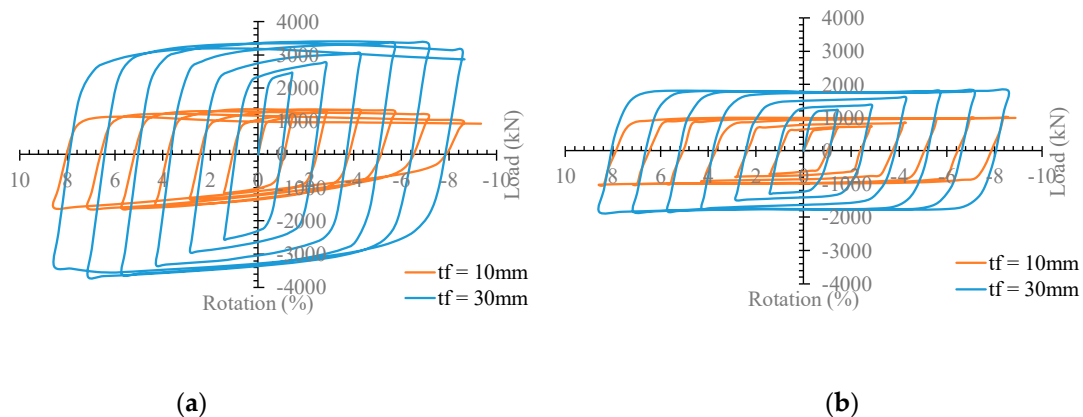 4000
3000
2000
1000
0
-1000
-2000
-3000
-4000
10 8 6 4 2 0 -2 -4 -6 -8 -10
Load (kN)
Rotation (%)
tf = 10mm
tf = 30mm
(a)
4000
3000
2000
1000
0
-1000
-2000
-3000
-4000
10 8 6 4 2 0 -2 -4 -6 -8 -10
Load (kN)
Rotation (%)
tf = 10mm
tf = 30mm
(b)